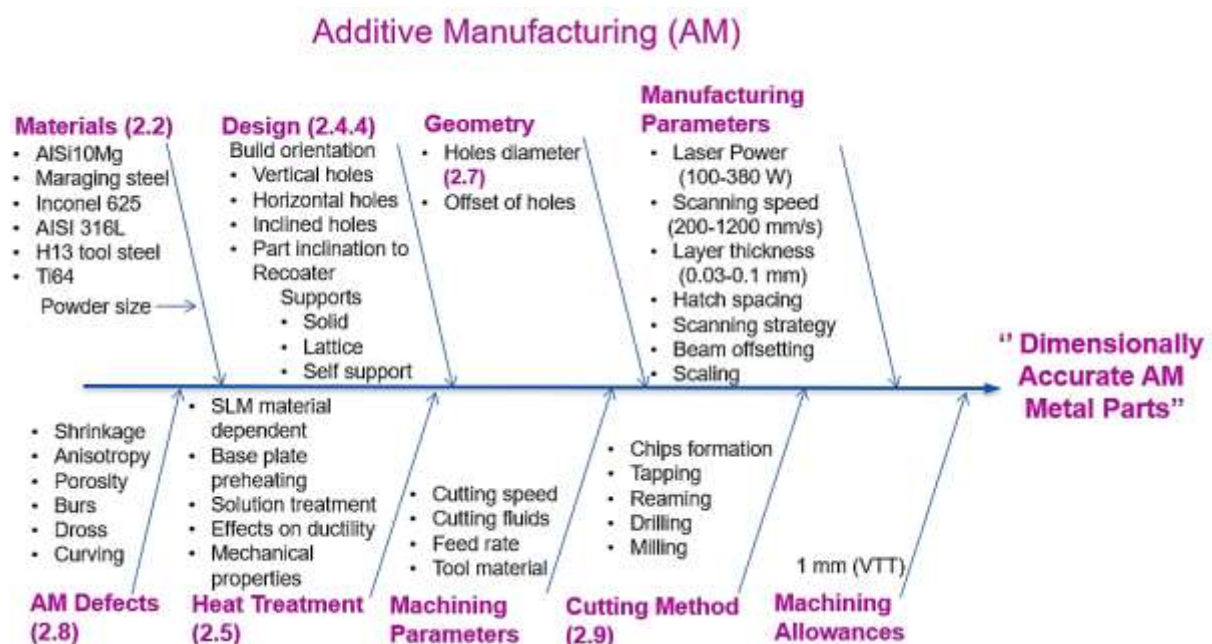 Additive Manufacturing (AM)
Materials (2.2)
• AlSi10Mg
• Maraging steel
• Inconel 625
• AISI 316L
• H13 tool steel
• Ti64
Powder size
Design (2.4.4)
Build orientation
• Vertical holes
• Horizontal holes
• Inclined holes
• Part inclination to
Recoater
Supports
• Solid
• Lattice
• Self support
Geometry
• Holes diameter
(2.7)
• Offset of holes
Manufacturing
Parameters
• Laser Power
(100-380 W)
• Scanning speed
(200-1200 mm/s)
• Layer thickness
(0.03-0.1 mm)
• Hatch spacing
• Scanning strategy
• Beam offsetting
• Scaling
‘’ Dimensionally
Accurate AM
Metal Parts’’
• Shrinkage
• Anisotropy
• Porosity
• Burs
• Dross
• Curving
AM Defects
(2.8)
• SLM material
dependent
• Base plate
preheating
• Solution treatment
• Effects on ductility
• Mechanical
properties
Heat Treatment
(2.5)
• Cutting speed
• Cutting fluids
• Feed rate
• Tool material
Machining
Parameters
• Chips formation
• Tapping
• Reaming
• Drilling
• Milling
Cutting Method
(2.9)
1 mm (VTT)
Machining
Allowances